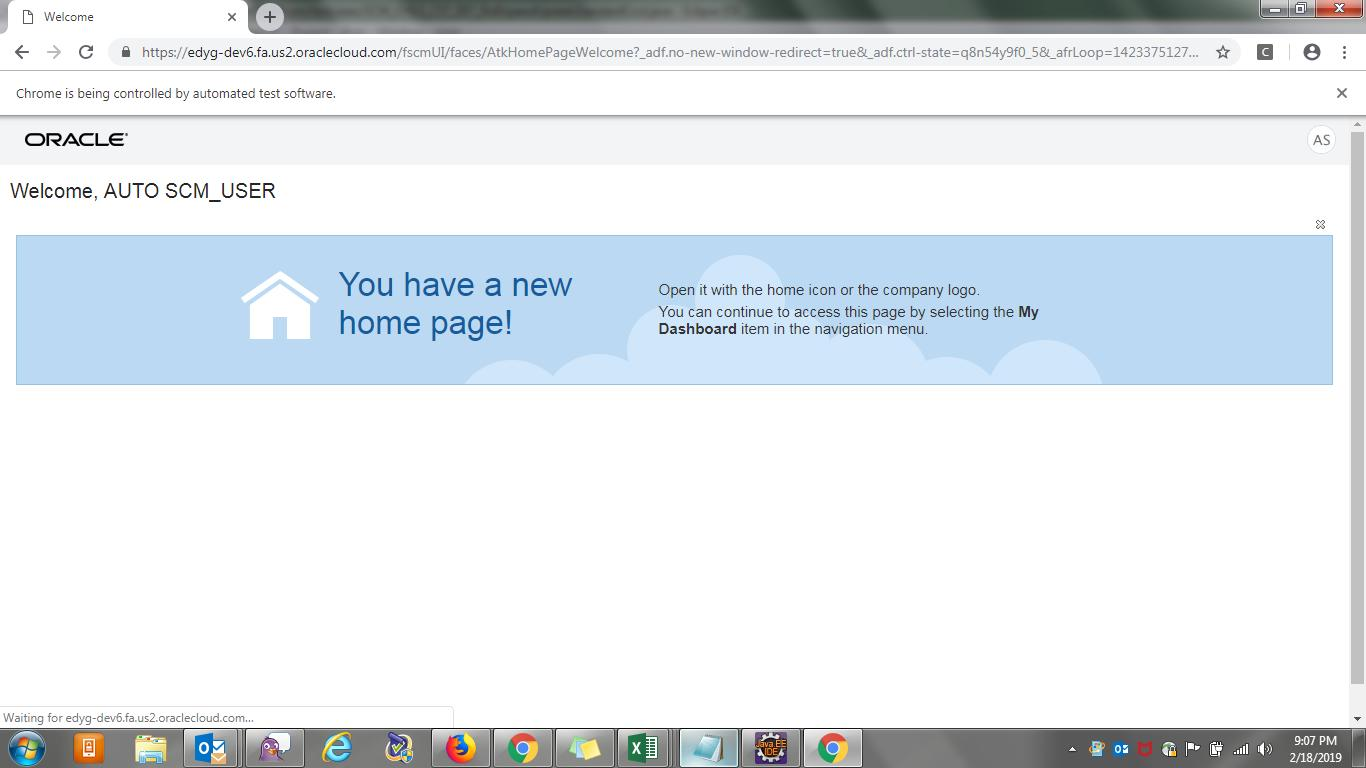 Welcome
https://edyg-dev6.fa.us2.oraclecloud.com/fscmUI/faces/AtkHomePageWelcome?_adf.no-new-window-redirect=true&_adf.ctrl-state=q8n54y9f0_5&_afrLoop=1423375127...
C
Chrome is being controlled by automated test software.
ORACLE
AS
Welcome, AUTO SCM_USER
You have a new
home page!
Open it with the home icon or the company logo.
You can continue to access this page by selecting the My
Dashboard item in the navigation menu.
Waiting for edyg-dev6.fa.us2.oraclecloud.com...
Java EE
IDE
9:07 PM
2/18/2019